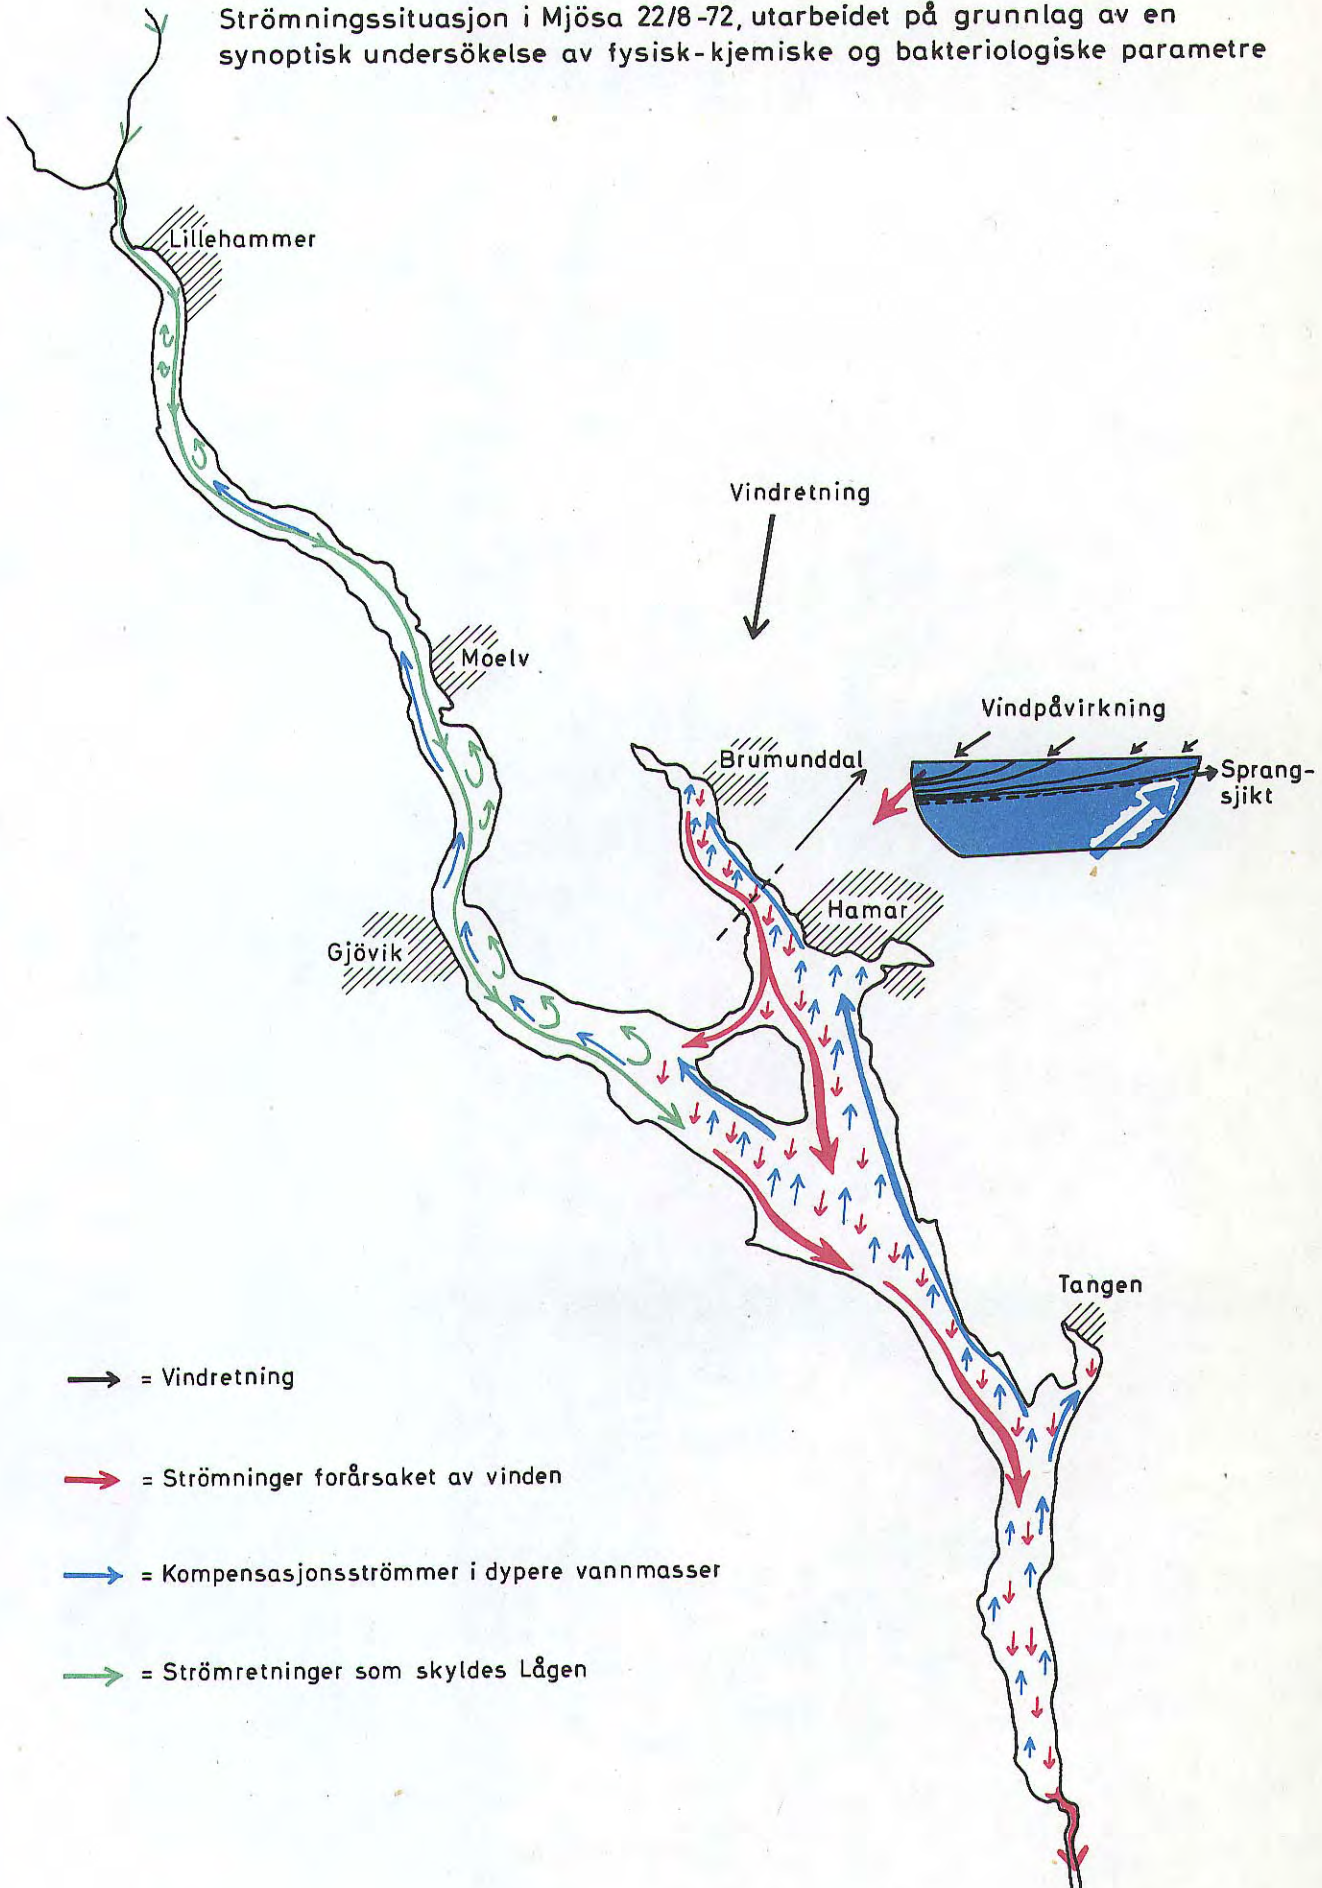 Strömningssituasjon i Mjösa 22/8-72, utarbeidet på grunnlag av en
synoptisk undersökelse av fysisk-kjemiske og bakteriologiske parametre
Lillehammer
Vindretning
Moelv
Vindpåvirkning
Brumunddal
Sprang-
sjikt
Hamar
Gjövik
Tangen
= Vindretning
= Strömninger forårsaket av vinden
= Kompensasjonsströmmer i dypere vannmasser
= Strömretninger som skyldes Lågen